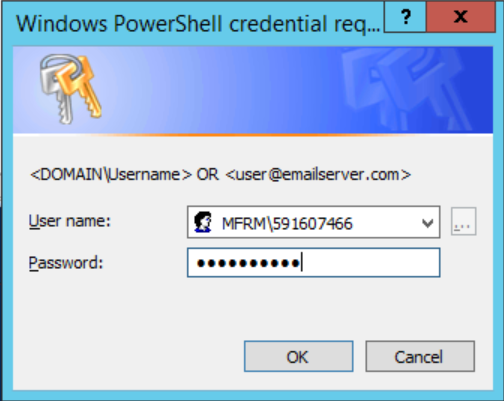 Windows PowerShell credential req... ? x
<DOMAIN\Username> OR <user@emailserver.com>
User name: MFRM\591607466 ...
Password: ●●●●●●●●●●
OK Cancel